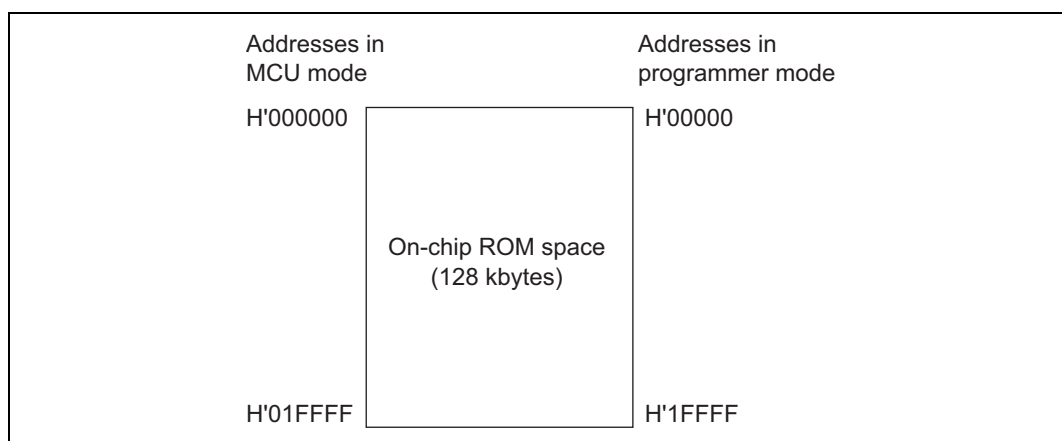 Addresses in
MCU mode
Addresses in
programmer mode
H'000000
H'00000
On-chip ROM space
(128 kbytes)
H'01FFFF
H'1FFFF